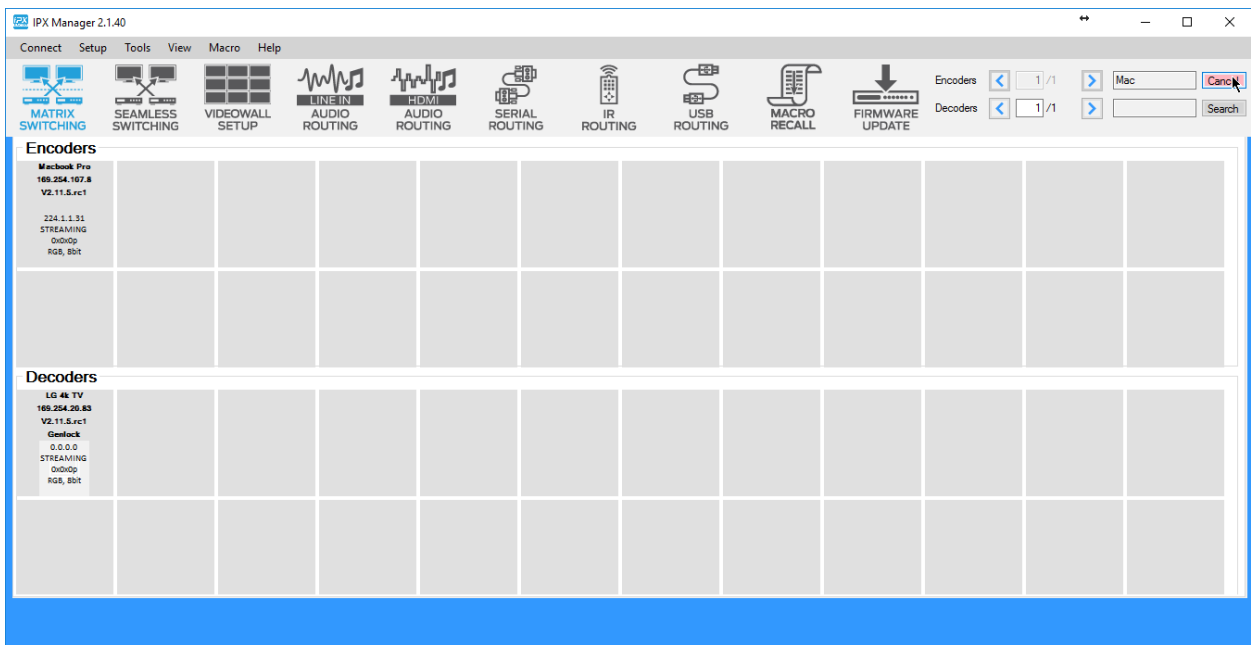 IPX Manager 2.1.40
Connect Setup Tools View Macro Help
MATRIX SWITCHING
SEAMLESS SWITCHING
VIDEOWALL SETUP
LINE IN AUDIO ROUTING
HDMI AUDIO ROUTING
SERIAL ROUTING
IR ROUTING
USB ROUTING
MACRO RECALL
FIRMWARE UPDATE
Encoders 1 /1 Mac Cancel
Decoders 1 /1 Search
Encoders
Macbook Pro
169.254.107.8
V2.11.5.rc1
224.1.1.31
STREAMING
0x0x0p
RGB, 8bit
Decoders
LG 4k TV
169.254.20.83
V2.11.5.rc1
Genlock
0.0.0.0
STREAMING
0x0x0p
RGB, 8bit